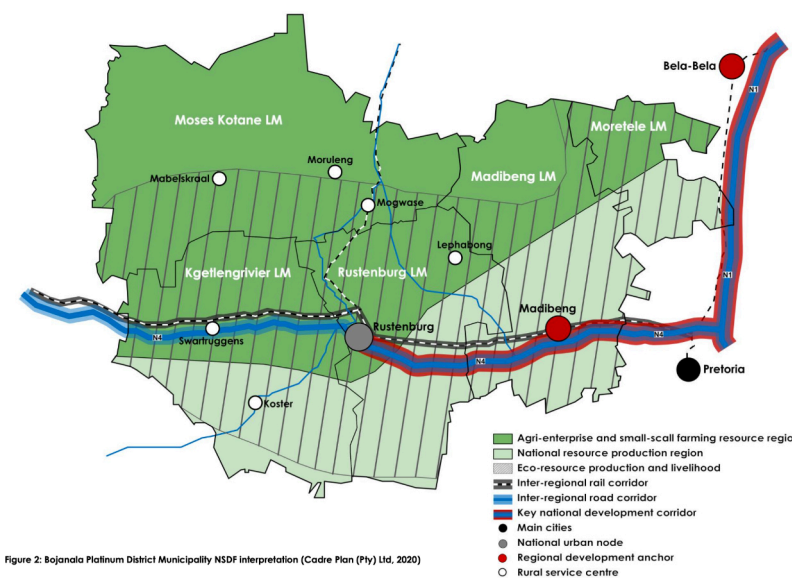 Bela-Bela
N1
Moretele LM
Moses Kotane LM
Moruleng
Madibeng LM
Mabelskraal
Mogwase
Lephabong
Kgetlengrivier LM
Rustenburg LM
N1
Madibeng
Rustenburg
N4
N4
Swartruggens
N4
Pretoria
Koster
Agri-enterprise and small-scall farming resource regi
National resource production region
Eco-resource production and livelihood
Inter-regional rail corridor
Inter-regional road corridor
Key national development corridor
Main cities
National urban node
Regional development anchor
Rural service centre
Figure 2: Bojanala Platinum District Municipality NSDF interpretation (Cadre Plan (Pty) Ltd, 2020)